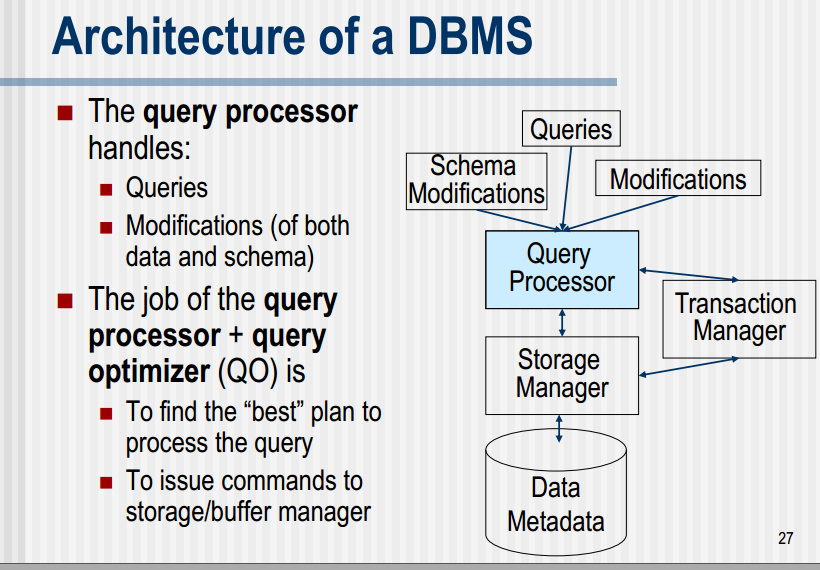 Architecture of a DBMS
The query processor
handles:
Queries
Modifications (of both
data and schema)
The job of the query
processor + query
optimizer (QO) is
To find the “best” plan to
process the query
To issue commands to
storage/buffer manager
Queries
Schema
Modifications
Modifications
Query
Processor
Transaction
Manager
Storage
Manager
Data
Metadata
27